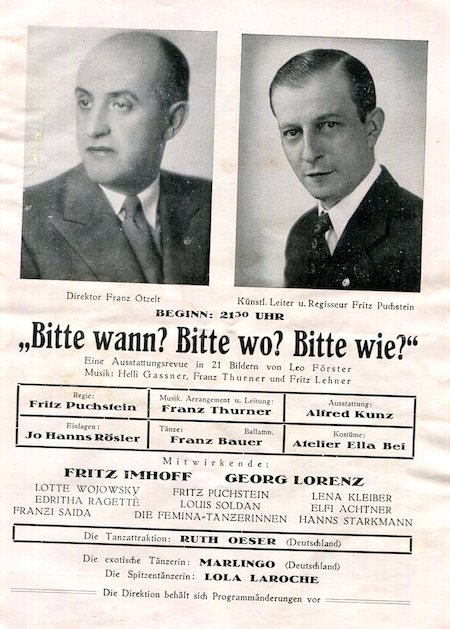 Direktor Franz Ötzelt
Künstl. Leiter u. Regisseur Fritz Puchstein
BEGINN: 21³⁰ UHR
„Bitte wann? Bitte wo? Bitte wie?“
Eine Ausstattungsrevue in 21 Bildern von Leo Förster
Musik: Helli Gassner, Franz Thurner und Fritz Lehner
Regie:
Fritz Puchstein
Musik. Arrangement u. Leitung:
Franz Thurner
Ausstattung:
Alfred Kunz
Einlagen:
Jo Hanns Rösler
Tänze: Ballettm.
Franz Bauer
Kostüme:
Atelier Ella Bei
Mitwirkende:
FRITZ IMHOFF GEORG LORENZ
LOTTE WOJOWSKY FRITZ PUCHSTEIN LENA KLEIBER
EDRITHA RAGETTÉ LOUIS SOLDAN ELFI ACHTNER
FRANZI SAIDA DIE FEMINA-TÄNZERINNEN HANNS STARKMANN
Die Tanzattraktion: RUTH OESER (Deutschland)
Die exotische Tänzerin: MARLINGO (Deutschland)
Die Spitzentänzerin: LOLA LAROCHE
Die Direktion behält sich Programmänderungen vor